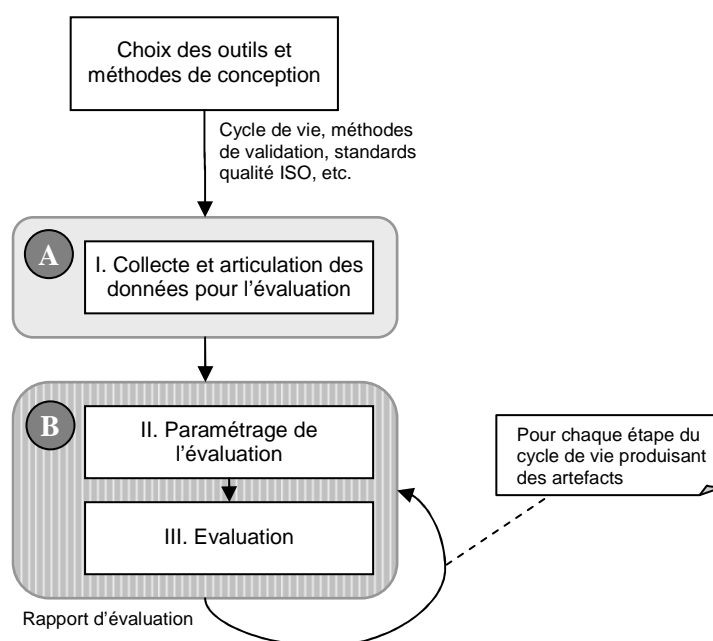 Choix des outils et
méthodes de conception
Cycle de vie, méthodes
de validation, standards
qualité ISO, etc.
A
I. Collecte et articulation des
données pour l’évaluation
B
II. Paramétrage de
l’évaluation
III. Evaluation
Pour chaque étape du
cycle de vie produisant
des artefacts
Rapport d’évaluation